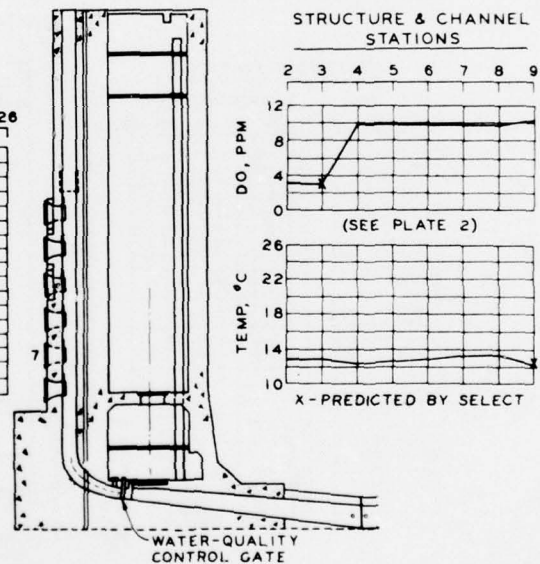 STRUCTURE & CHANNEL
STATIONS
2 3 4 6 7 8 9
12
8
4
0
DO, PPM
(SEE PLATE 2)
26
22
18
14
10
TEMP, °C
X-PREDICTED BY SELECT
26
7
WATER-QUALITY
CONTROL GATE